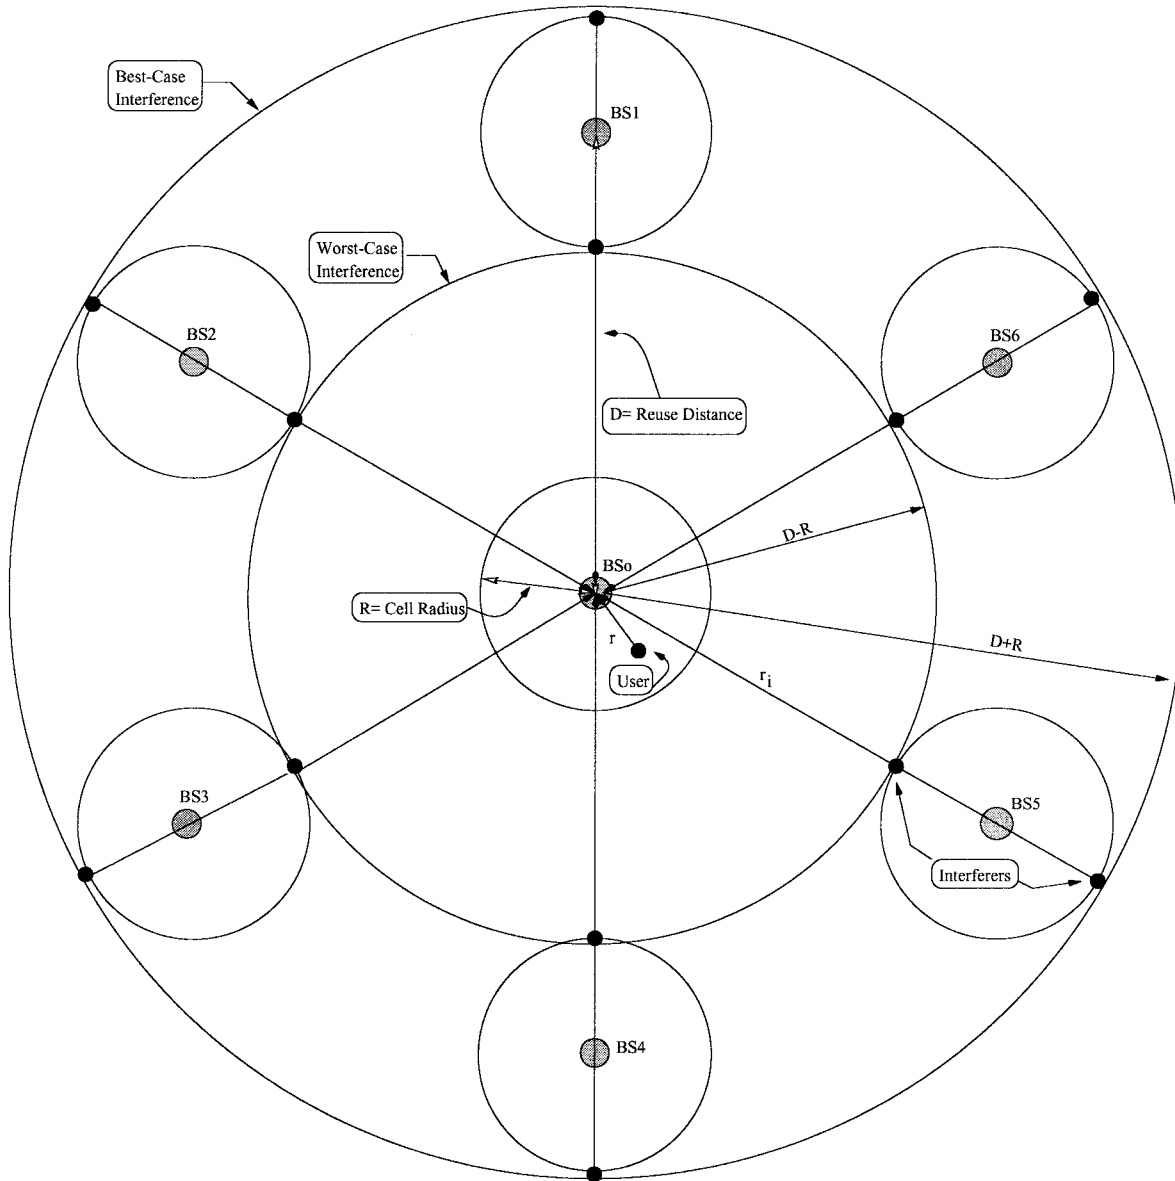 BS1
Best-Case
Interference
Worst-Case
Interference
BS2
BS6
D= Reuse Distance
D-R
BSo
R= Cell Radius
r
User
D+R
r i
BS3
BS5
Interferers
BS4